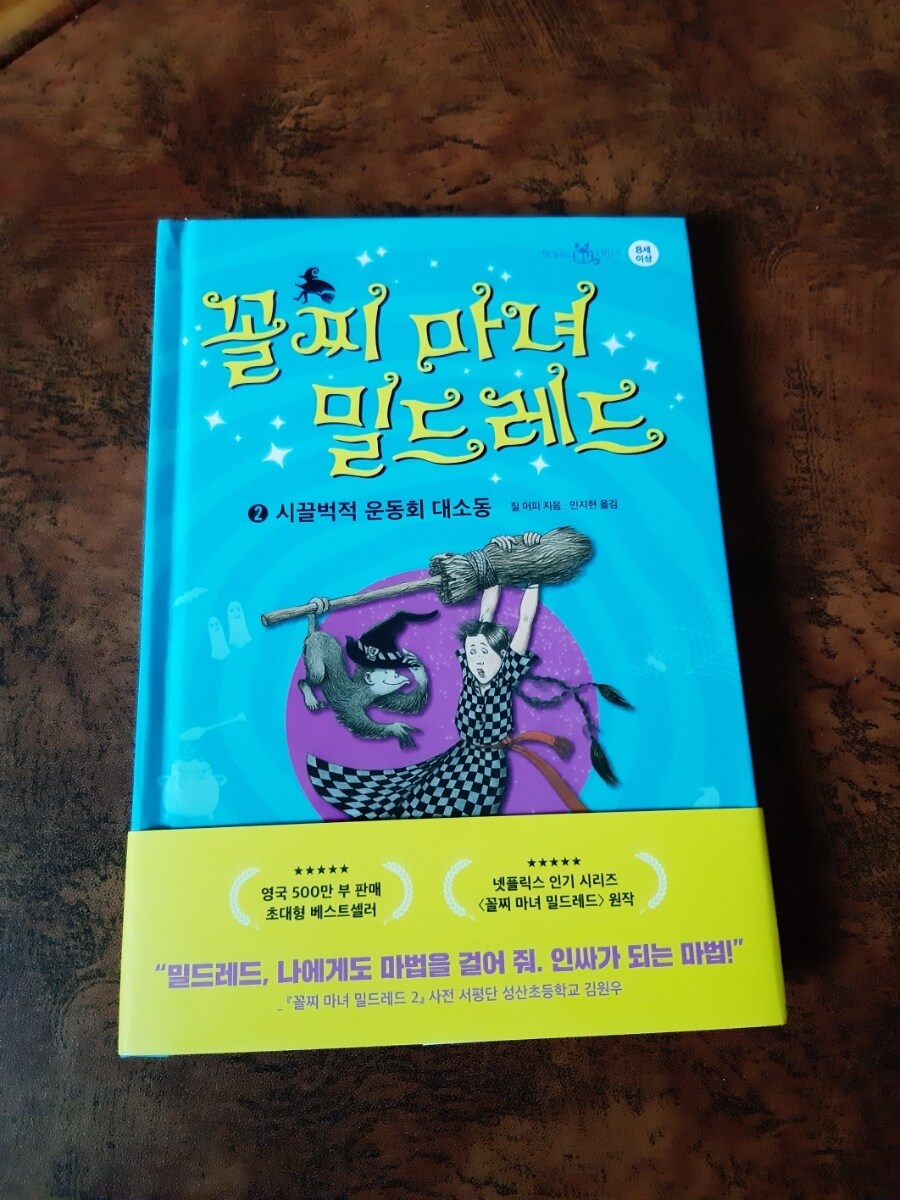 8세
이상
꼴찌 마녀
밀드레드
❷ 시끌벅적 운동회 대소동 질 머피 지음·민지현 옮김
★★★★★
영국 500만 부 판매
초대형 베스트셀러
★★★★★
넷플릭스 인기 시리즈
〈꼴찌 마녀 밀드레드〉 원작
“밀드레드, 나에게도 마법을 걸어 줘. 인싸가 되는 마법!”
_『꼴찌 마녀 밀드레드 2』 사전 서평단 성산초등학교 김원우